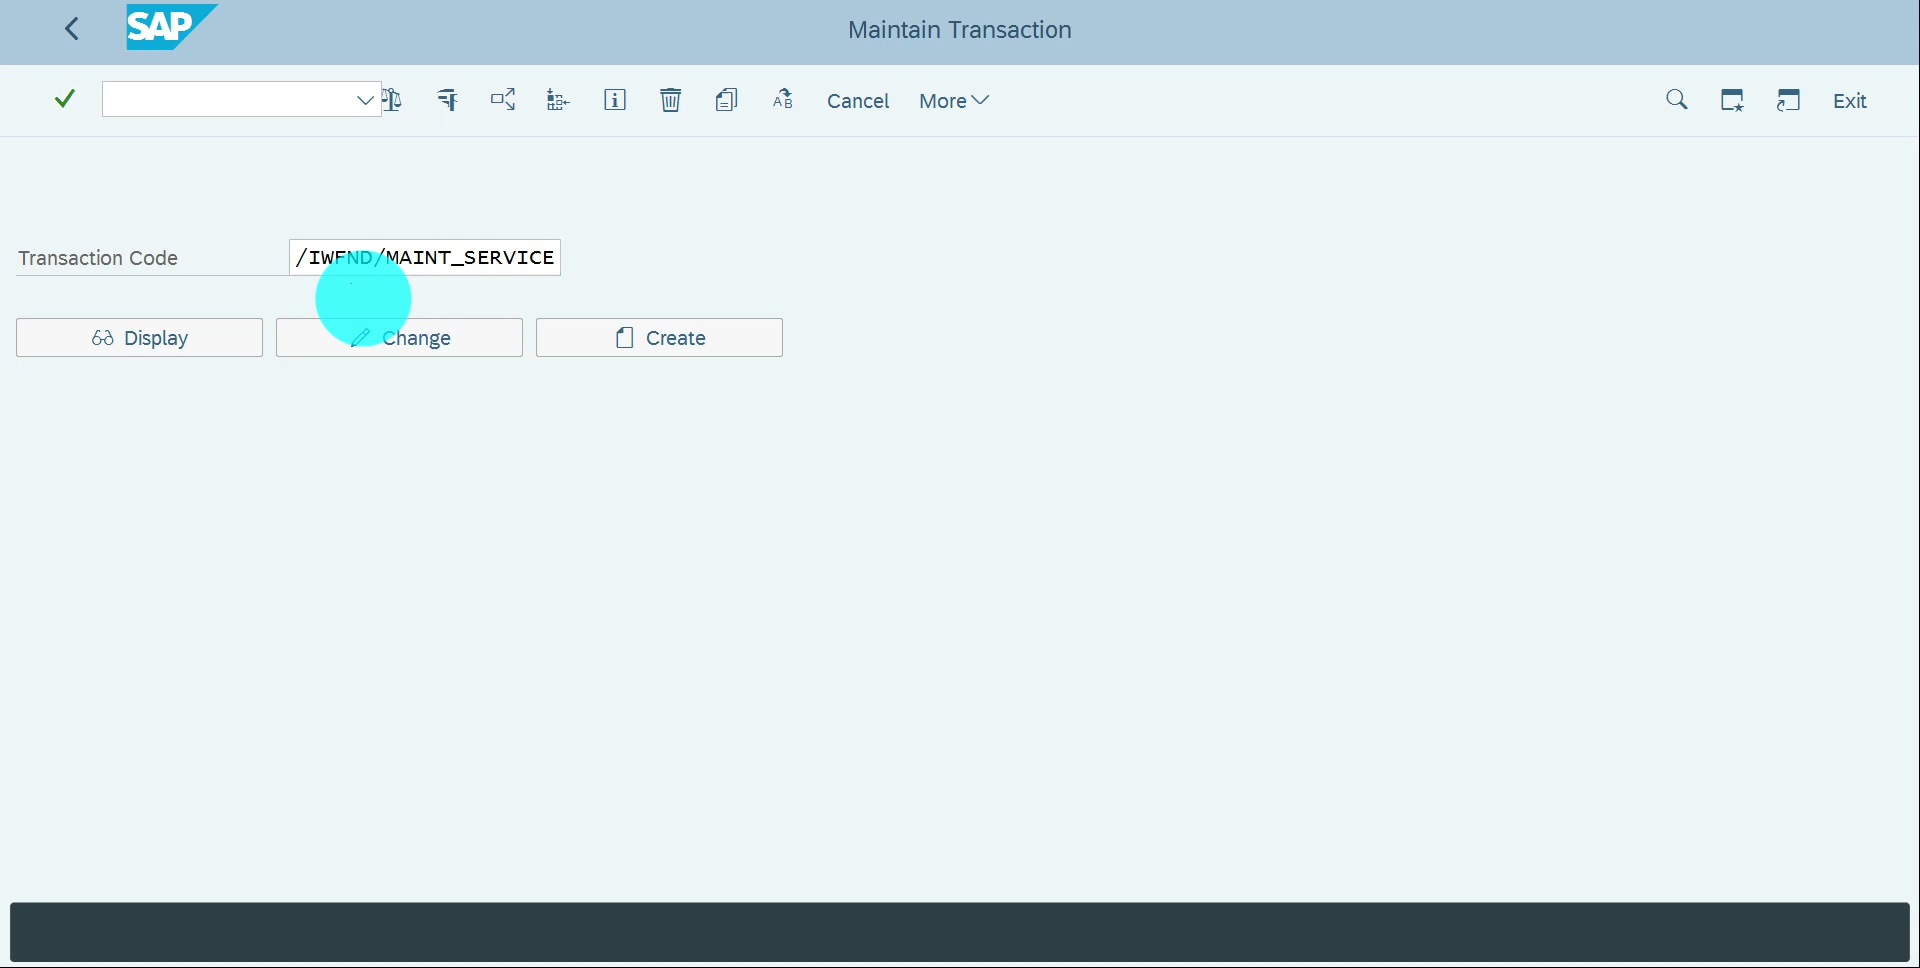 SAP
Maintain Transaction
Cancel
More
Exit
Transaction Code
/IWFND/MAINT_SERVICE
Display
Change
Create